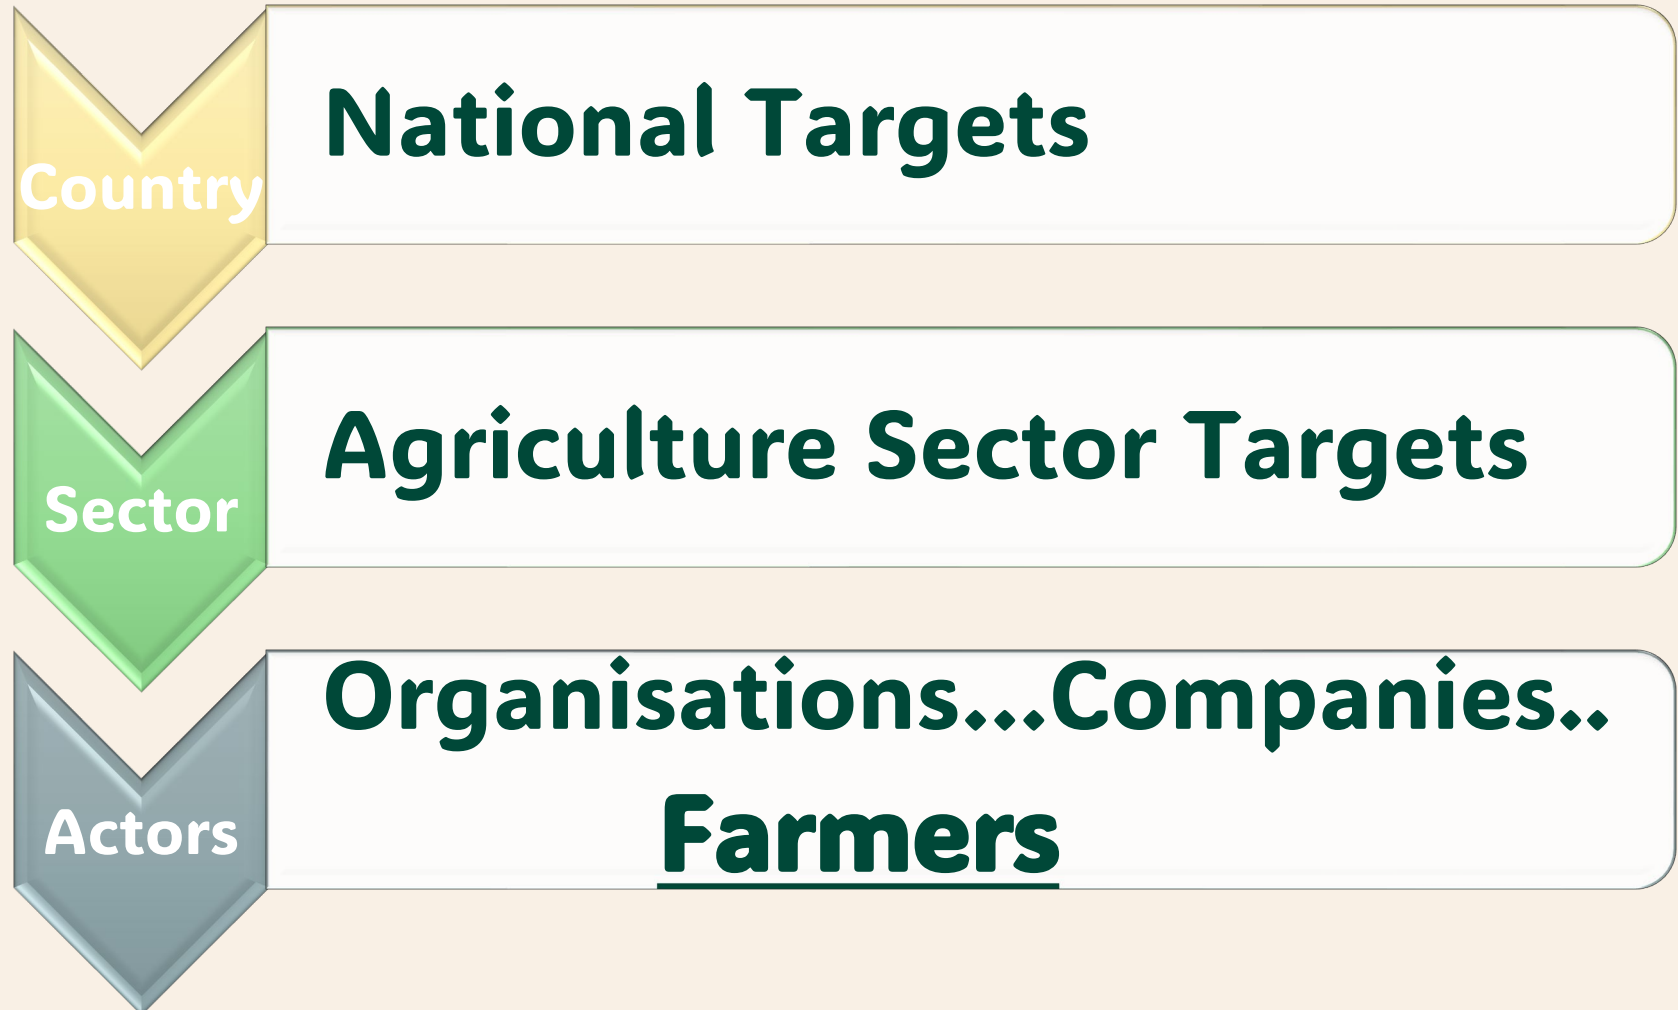 Country
National Targets
Sector
Agriculture Sector Targets
Actors
Organisations...Companies..
Farmers